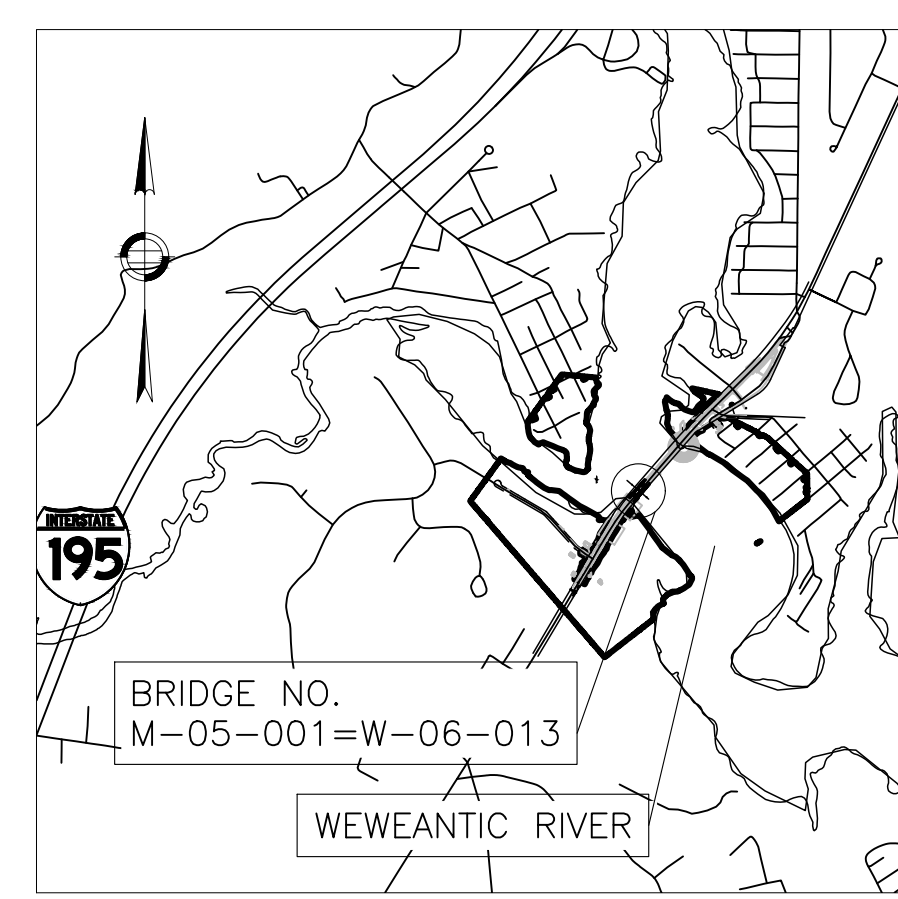 INTERSTATE
195
BRIDGE NO.
M-05-001=W-06-013
WEWEANTIC RIVER